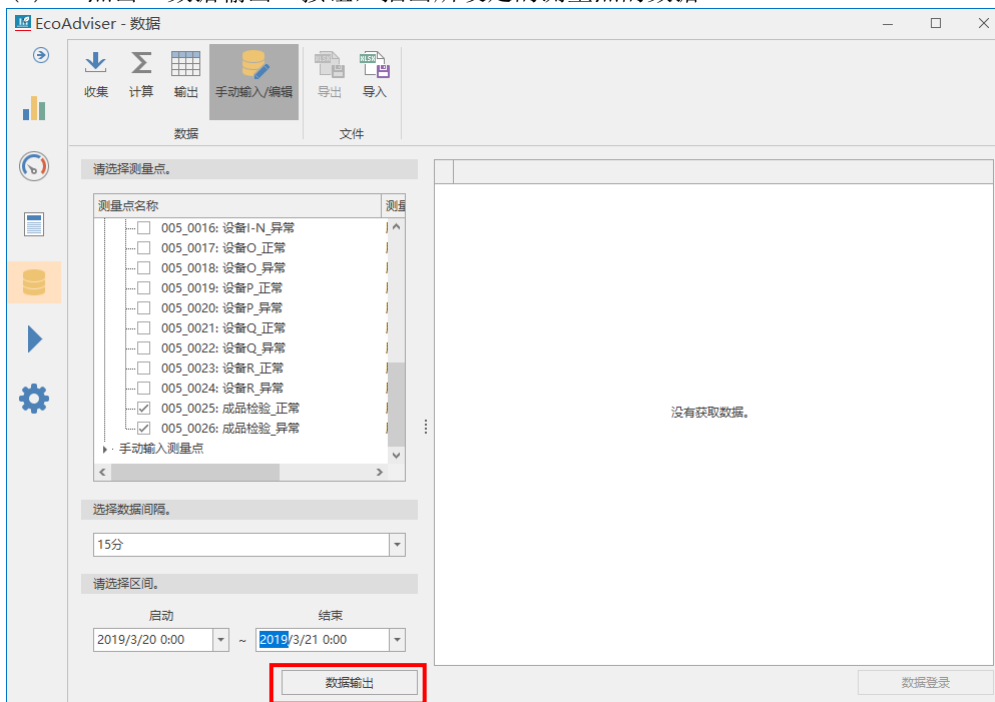 EcoAdviser - 数据
收集 计算 输出 手动输入/编辑 导出 导入
数据 文件
请选择测量点。
测量点名称
005_0016: 设备I-N_异常
005_0017: 设备O_正常
005_0018: 设备O_异常
005_0019: 设备P_正常
005_0020: 设备P_异常
005_0021: 设备Q_正常
005_0022: 设备Q_异常
005_0023: 设备R_正常
005_0024: 设备R_异常
005_0025: 成品检验_正常
005_0026: 成品检验_异常
手动输入测量点
没有获取数据。
选择数据间隔。
15分
请选择区间。
启动 结束
2019/3/20 0:00 ~ 2019/3/21 0:00
数据输出 数据登录